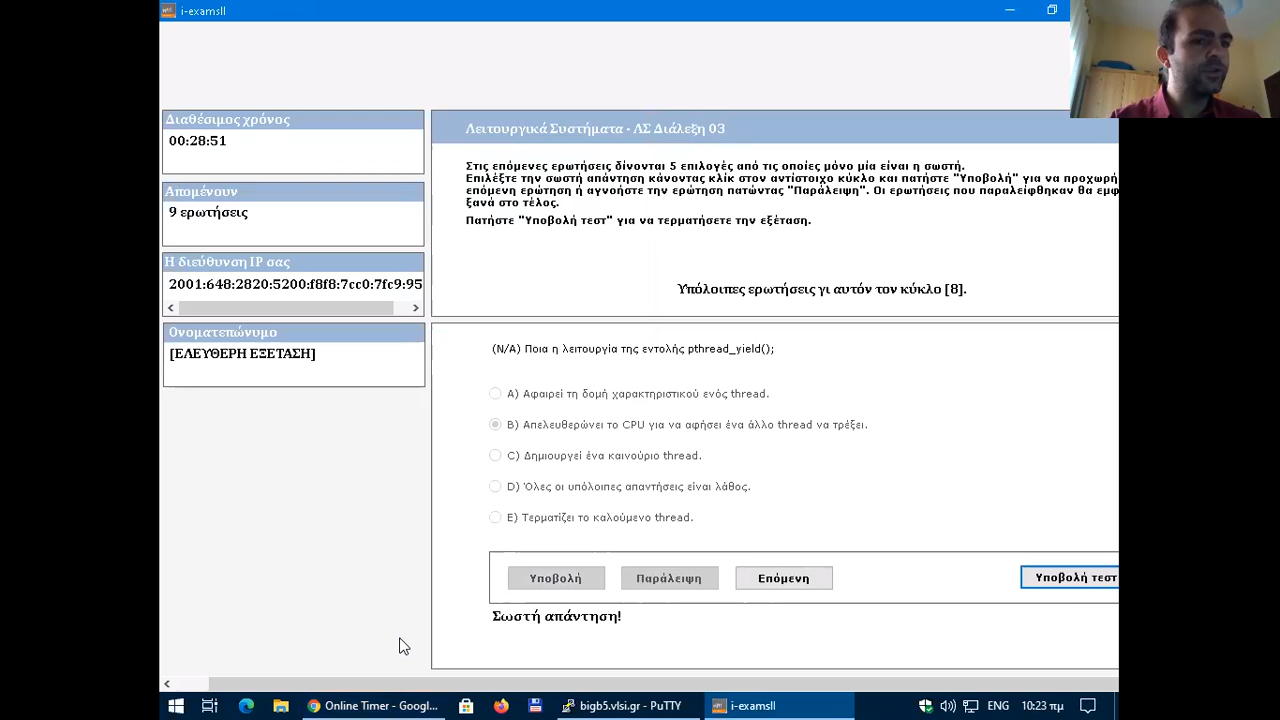 i-examsll
Διαθέσιμος χρόνος
00:28:51
Απομένουν
9 ερωτήσεις
Η διεύθυνση IP σας
2001:648:2820:5200:f8f8:7cc0:7fc9:95
Ονοματεπώνυμο
[ΕΛΕΥΘΕΡΗ ΕΞΕΤΑΣΗ]
Λειτουργικά Συστήματα - ΛΣ Διάλεξη 03
Στις επόμενες ερωτήσεις δίνονται 5 επιλογές από τις οποίες μόνο μία είναι η σωστή.
Επιλέξτε την σωστή απάντηση κάνοντας κλίκ στον αντίστοιχο κύκλο και πατήστε "Υποβολή" για να προχωρή
επόμενη ερώτηση ή αγνοήστε την ερώτηση πατώντας "Παράλειψη". Οι ερωτήσεις που παραλείφθηκαν θα εμφ
ξανά στο τέλος.
Πατήστε "Υποβολή τεστ" για να τερματήσετε την εξέταση.
Υπόλοιπες ερωτήσεις γι αυτόν τον κύκλο [8].
(N/A) Ποια η λειτουργία της εντολής pthread_yield();
A) Αφαιρεί τη δομή χαρακτηριστικού ενός thread.
B) Απελευθερώνει το CPU για να αφήσει ένα άλλο thread να τρέξει.
C) Δημιουργεί ένα καινούριο thread.
D) Όλες οι υπόλοιπες απαντήσεις είναι λάθος.
E) Τερματίζει το καλούμενο thread.
Υποβολή Παράλειψη Επόμενη Υποβολή τεστ
Σωστή απάντηση!
Online Timer - Googl... bigb5.vlsi.gr - PuTTY i-examsll ENG 10:23 πμ